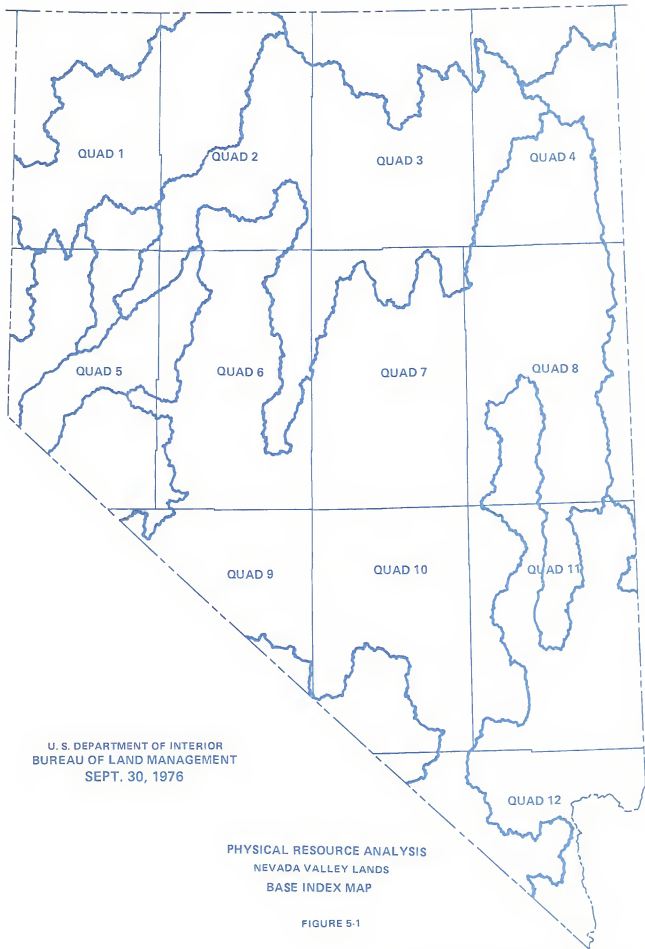 QUAD 1
QUAD 2
QUAD 3
QUAD 4
QUAD 5
QUAD 6
QUAD 7
QUAD 8
QUAD 9
QUAD 10
QUAD 11
U. S. DEPARTMENT OF INTERIOR
BUREAU OF LAND MANAGEMENT
SEPT. 30, 1976
QUAD 12
PHYSICAL RESOURCE ANALYSIS
NEVADA VALLEY LANDS
BASE INDEX MAP
FIGURE 5-1